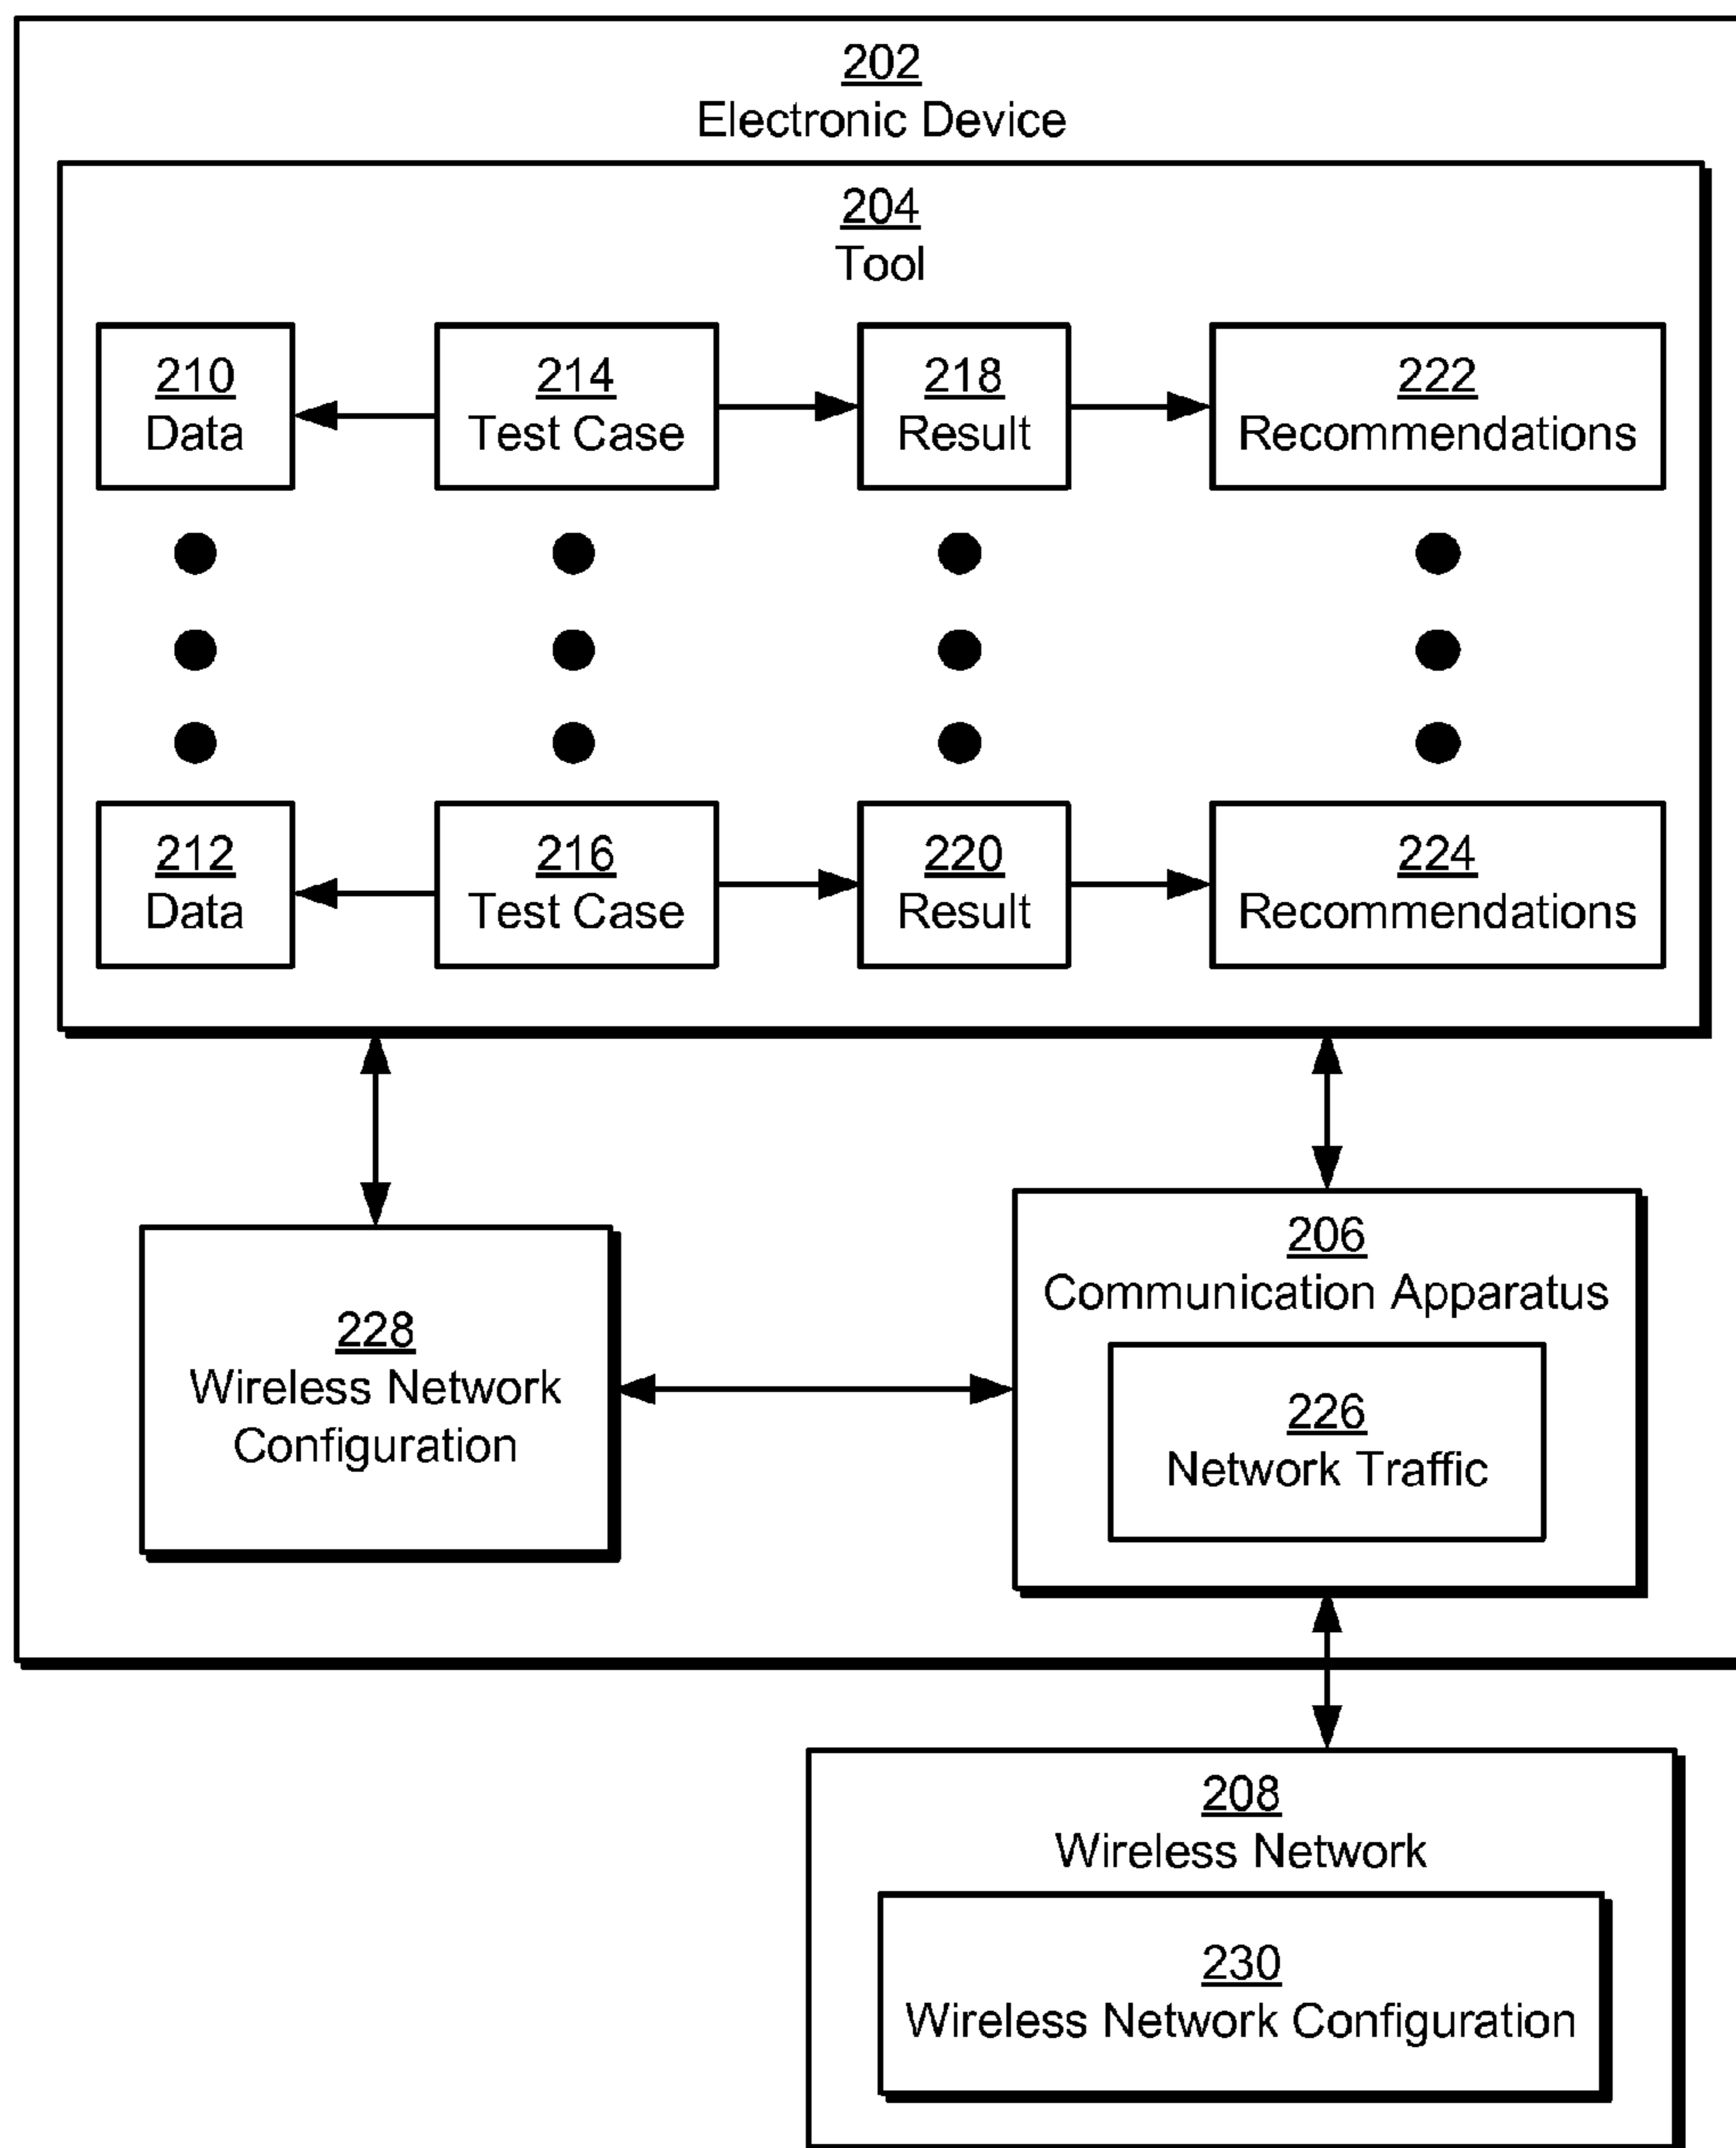 202
Electronic Device
204
Tool
210
Data
214
Test Case
218
Result
222
Recommendations
212
Data
216
Test Case
220
Result
224
Recommendations
228
Wireless Network
Configuration
206
Communication Apparatus
226
Network Traffic
208
Wireless Network
230
Wireless Network Configuration